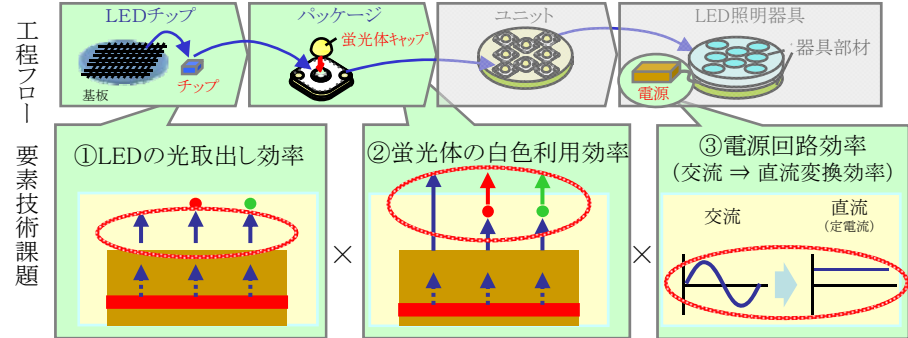 工程フロー 要素技術課題
LEDチップ
基板
チップ
パッケージ
蛍光体キャップ
ユニット
LED照明器具
器具部材
電源
①LEDの光取出し効率
×
②蛍光体の白色利用効率
×
③電源回路効率
(交流 ⇒ 直流変換効率)
交流
直流
(定電流)